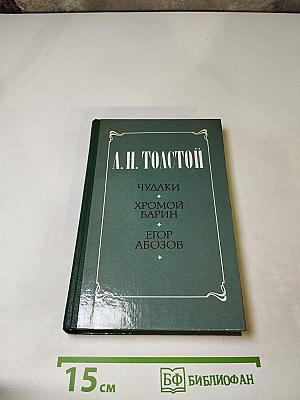 А. Н. ТОЛСТОЙ
ЧУДАКИ
ХРОМОЙ
БАРИН
ЕГОР
АБОЗОВ
15 см
БФ БИБЛИОФАН